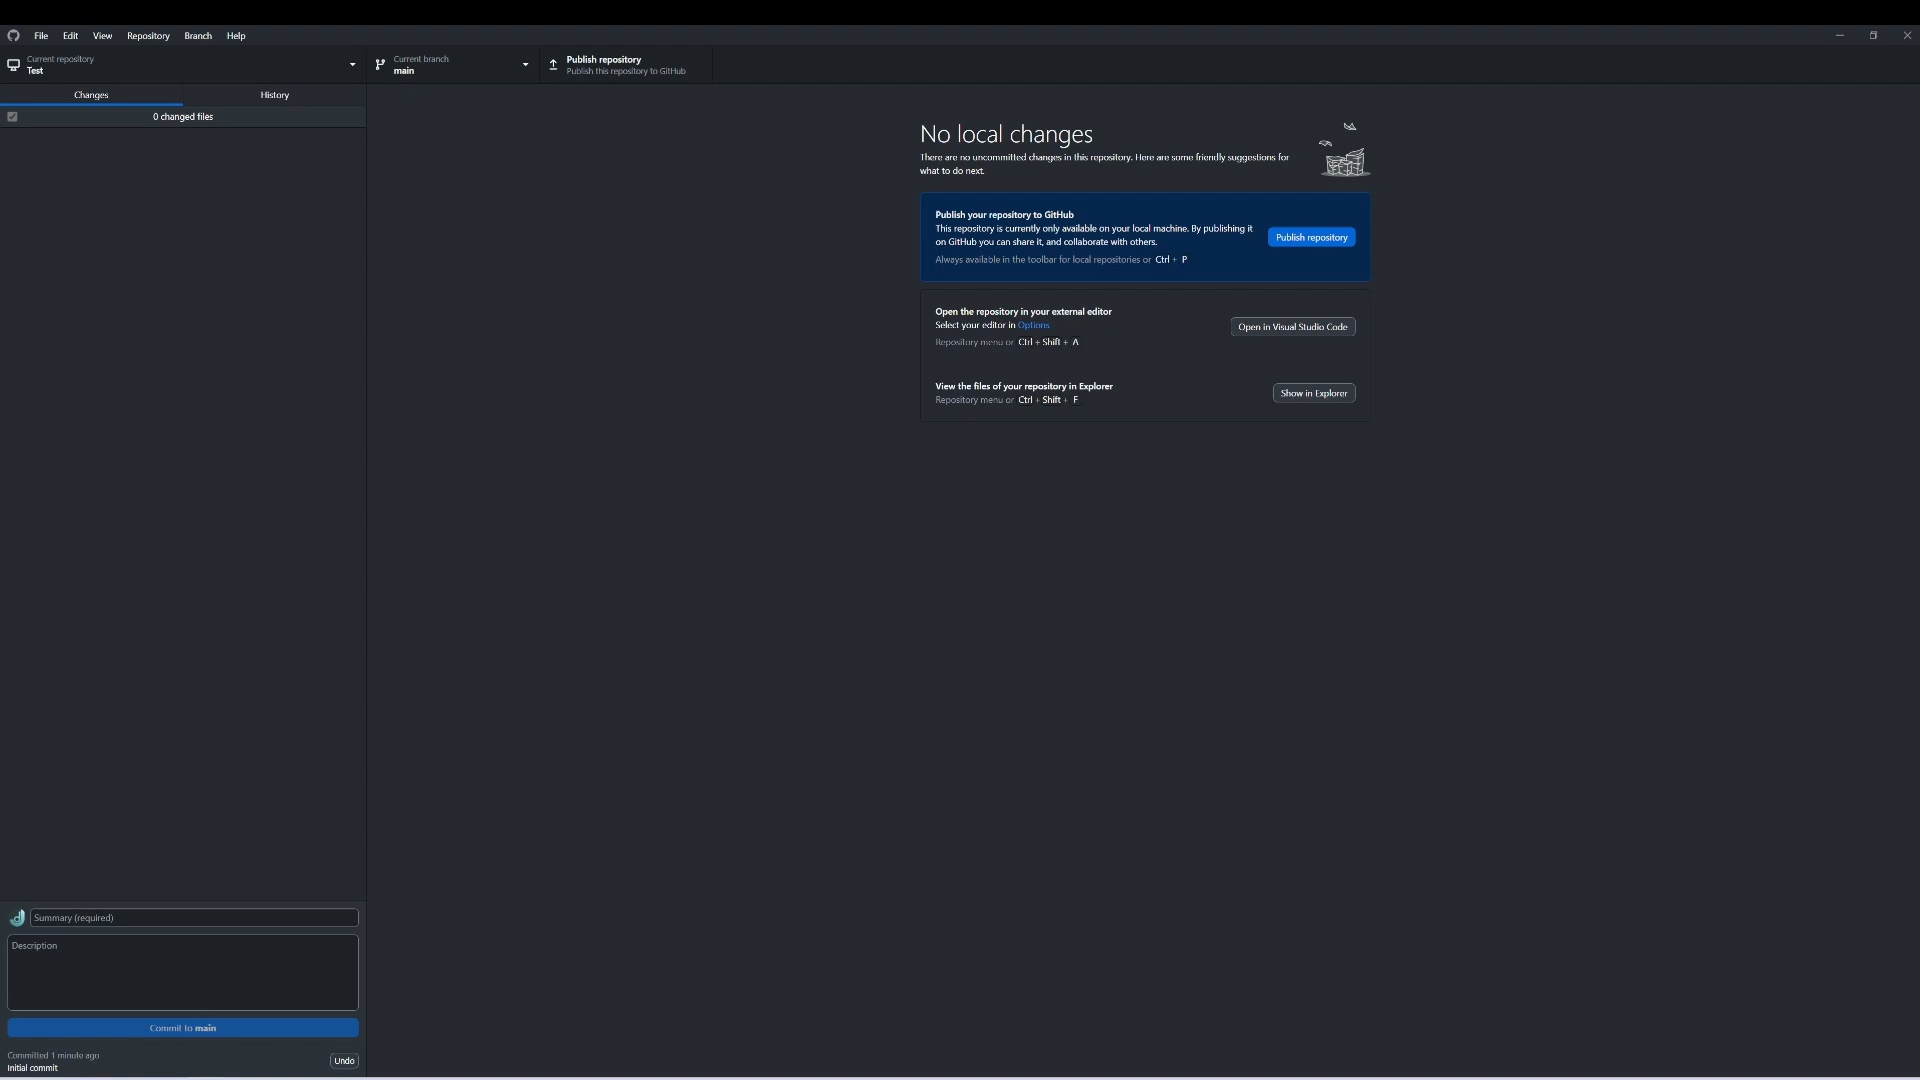 File Edit View Repository Branch Help
Current repository
Test
Current branch
main
Publish repository
Publish this repository to GitHub
Changes
History
0 changed files
No local changes
There are no uncommitted changes in this repository. Here are some friendly suggestions for
what to do next.
Publish your repository to GitHub
This repository is currently only available on your local machine. By publishing it
on GitHub you can share it, and collaborate with others.
Always available in the toolbar for local repositories or Ctrl + P
Publish repository
Open the repository in your external editor
Select your editor in Options
Repository menu or Ctrl + Shift + A
Open in Visual Studio Code
View the files of your repository in Explorer
Repository menu or Ctrl + Shift + F
Show in Explorer
Summary (required)
Description
Commit to main
Committed 1 minute ago
Initial commit
Undo